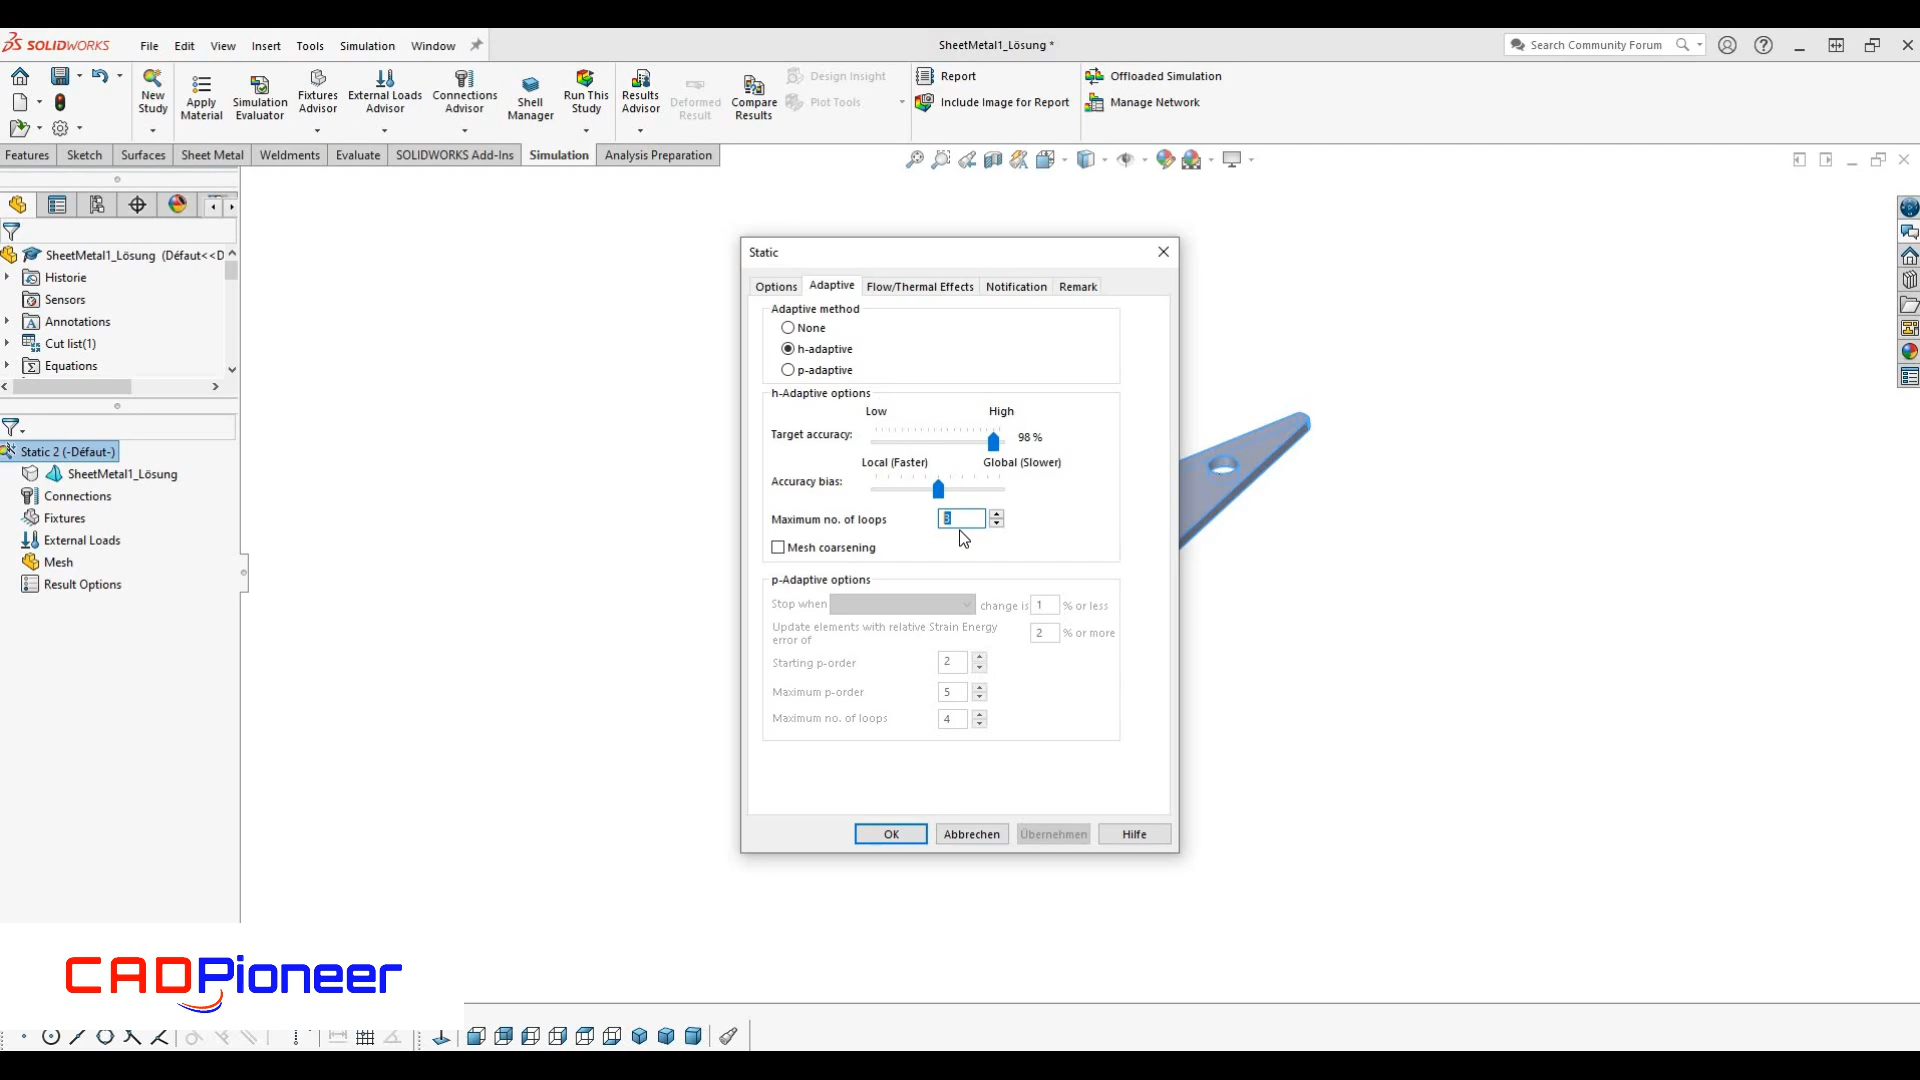 SOLIDWORKS File Edit View Insert Tools Simulation Window SheetMetal1_Lösung * Search Community Forum
New Study
Apply Material
Simulation Evaluator
Fixtures Advisor
External Loads Advisor
Connections Advisor
Shell Manager
Run This Study
Results Advisor
Deformed Result
Compare Results
Design Insight
Plot Tools
Report
Include Image for Report
Offloaded Simulation
Manage Network
Features Sketch Surfaces Sheet Metal Weldments Evaluate SOLIDWORKS Add-Ins Simulation Analysis Preparation
SheetMetal1_Lösung (Défaut<<D
Historie
Sensors
Annotations
Cut list(1)
Equations
Static 2 (-Défaut-)
SheetMetal1_Lösung
Connections
Fixtures
External Loads
Mesh
Result Options
Static
Options Adaptive Flow/Thermal Effects Notification Remark
Adaptive method
None
h-adaptive
p-adaptive
h-Adaptive options
Low High
Target accuracy: 98 %
Local (Faster) Global (Slower)
Accuracy bias:
Maximum no. of loops 3
Mesh coarsening
p-Adaptive options
Stop when change is 1 % or less
Update elements with relative Strain Energy
error of 2 % or more
Starting p-order 2
Maximum p-order 5
Maximum no. of loops 4
OK Abbrechen Übernehmen Hilfe
CADPioneer